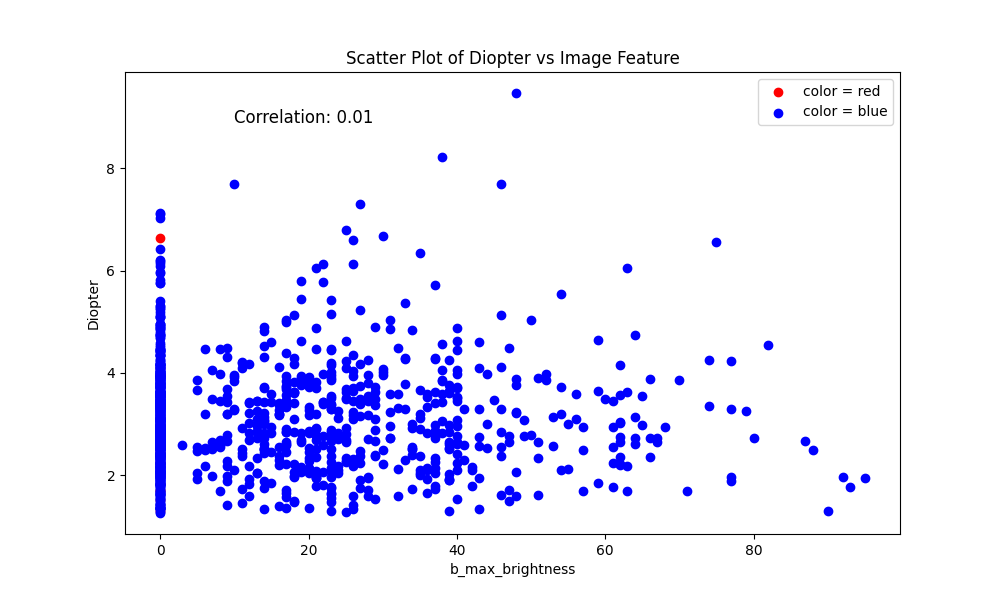 Scatter Plot of Diopter vs Image Feature
Correlation: 0.01
color = red
color = blue
Diopter
8
6
4
2
0
20
40
60
80
b_max_brightness